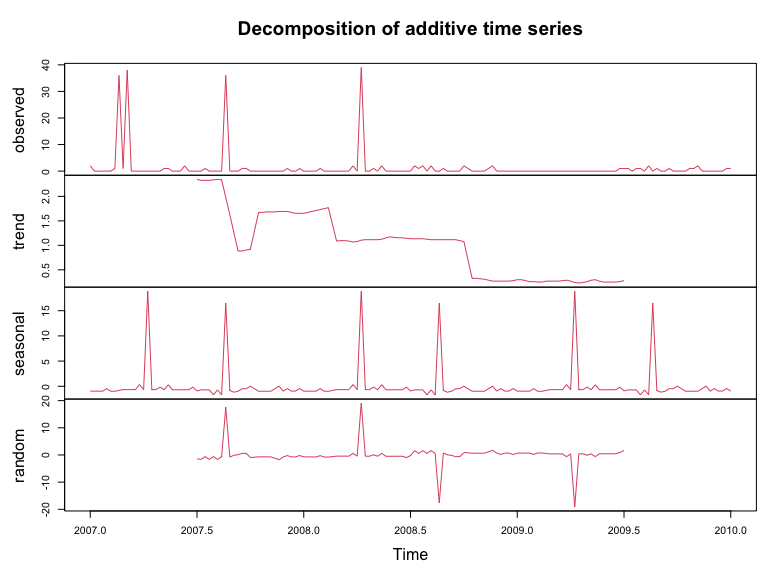 Decomposition of additive time series
observed
0 10 20 30 40
trend
0.5 1.0 1.5 2.0
seasonal
0 5 10 15
random
-20 -10 0 10 20
2007.0 2007.5 2008.0 2008.5 2009.0 2009.5 2010.0
Time